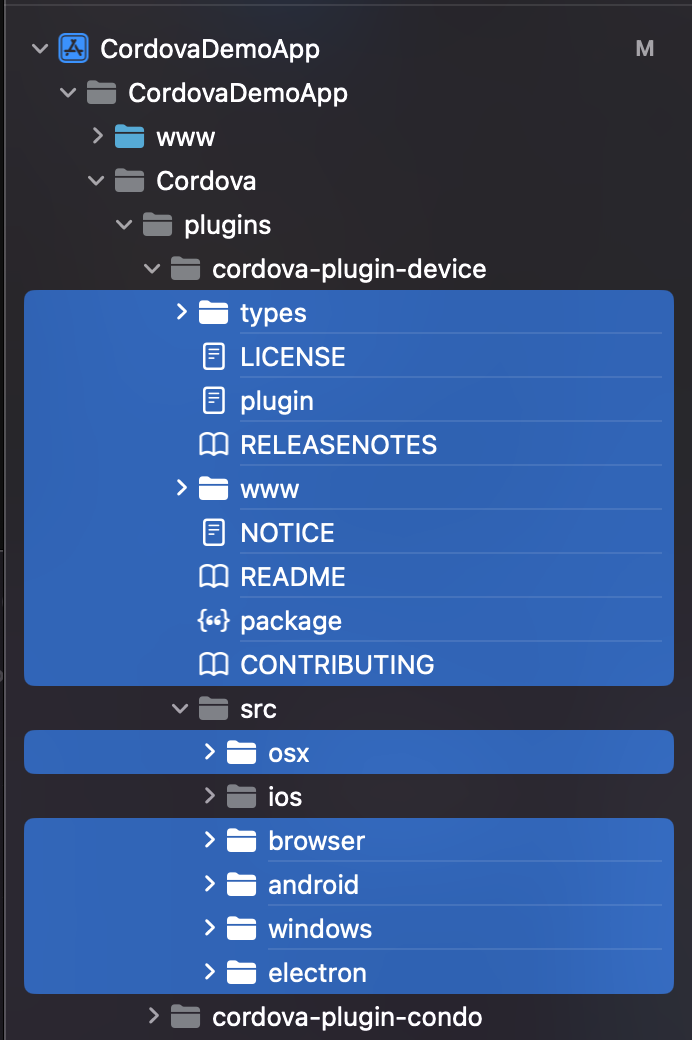 CordovaDemoApp M
CordovaDemoApp
www
Cordova
plugins
cordova-plugin-device
types
LICENSE
plugin
RELEASENOTES
www
NOTICE
README
package
CONTRIBUTING
src
osx
ios
browser
android
windows
electron
cordova-plugin-condo